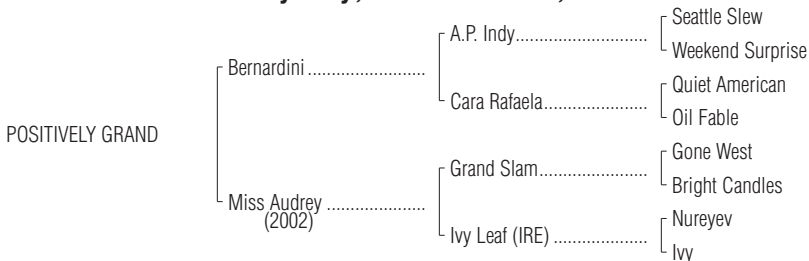 Seattle Slew
A.P. Indy
Weekend Surprise
Bernardini
Quiet American
Cara Rafaela
Oil Fable
POSITIVELY GRAND
Gone West
Grand Slam
Bright Candles
Miss Audrey
(2002)
Nureyev
Ivy Leaf (IRE)
Ivy